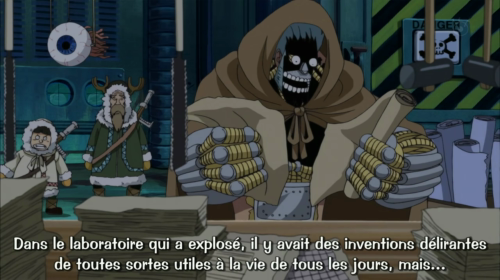 DANGER
Dans le laboratoire qui a explosé, il y avait des inventions délirantes
de toutes sortes utiles à la vie de tous les jours, mais...